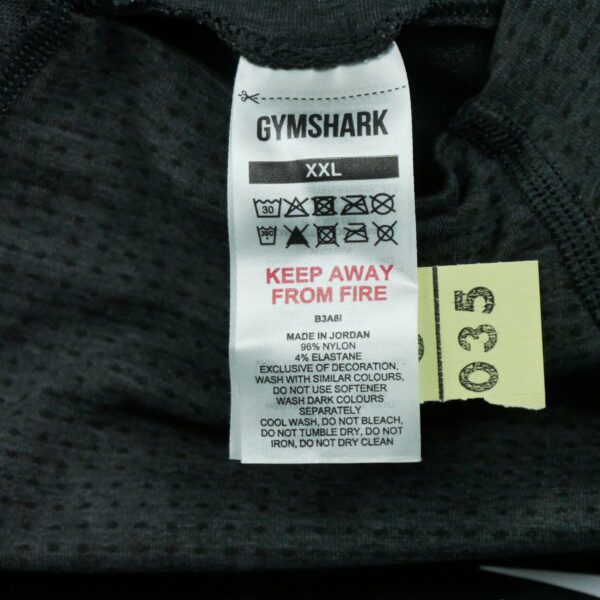 GYMSHARK
XXL
30
30C
KEEP AWAY
FROM FIRE
B3A8I
MADE IN JORDAN
96% NYLON
4% ELASTANE
EXCLUSIVE OF DECORATION.
WASH WITH SIMILAR COLOURS,
DO NOT USE SOFTENER
WASH DARK COLOURS
SEPARATELY
COOL WASH, DO NOT BLEACH,
DO NOT TUMBLE DRY, DO NOT
IRON, DO NOT DRY CLEAN
035